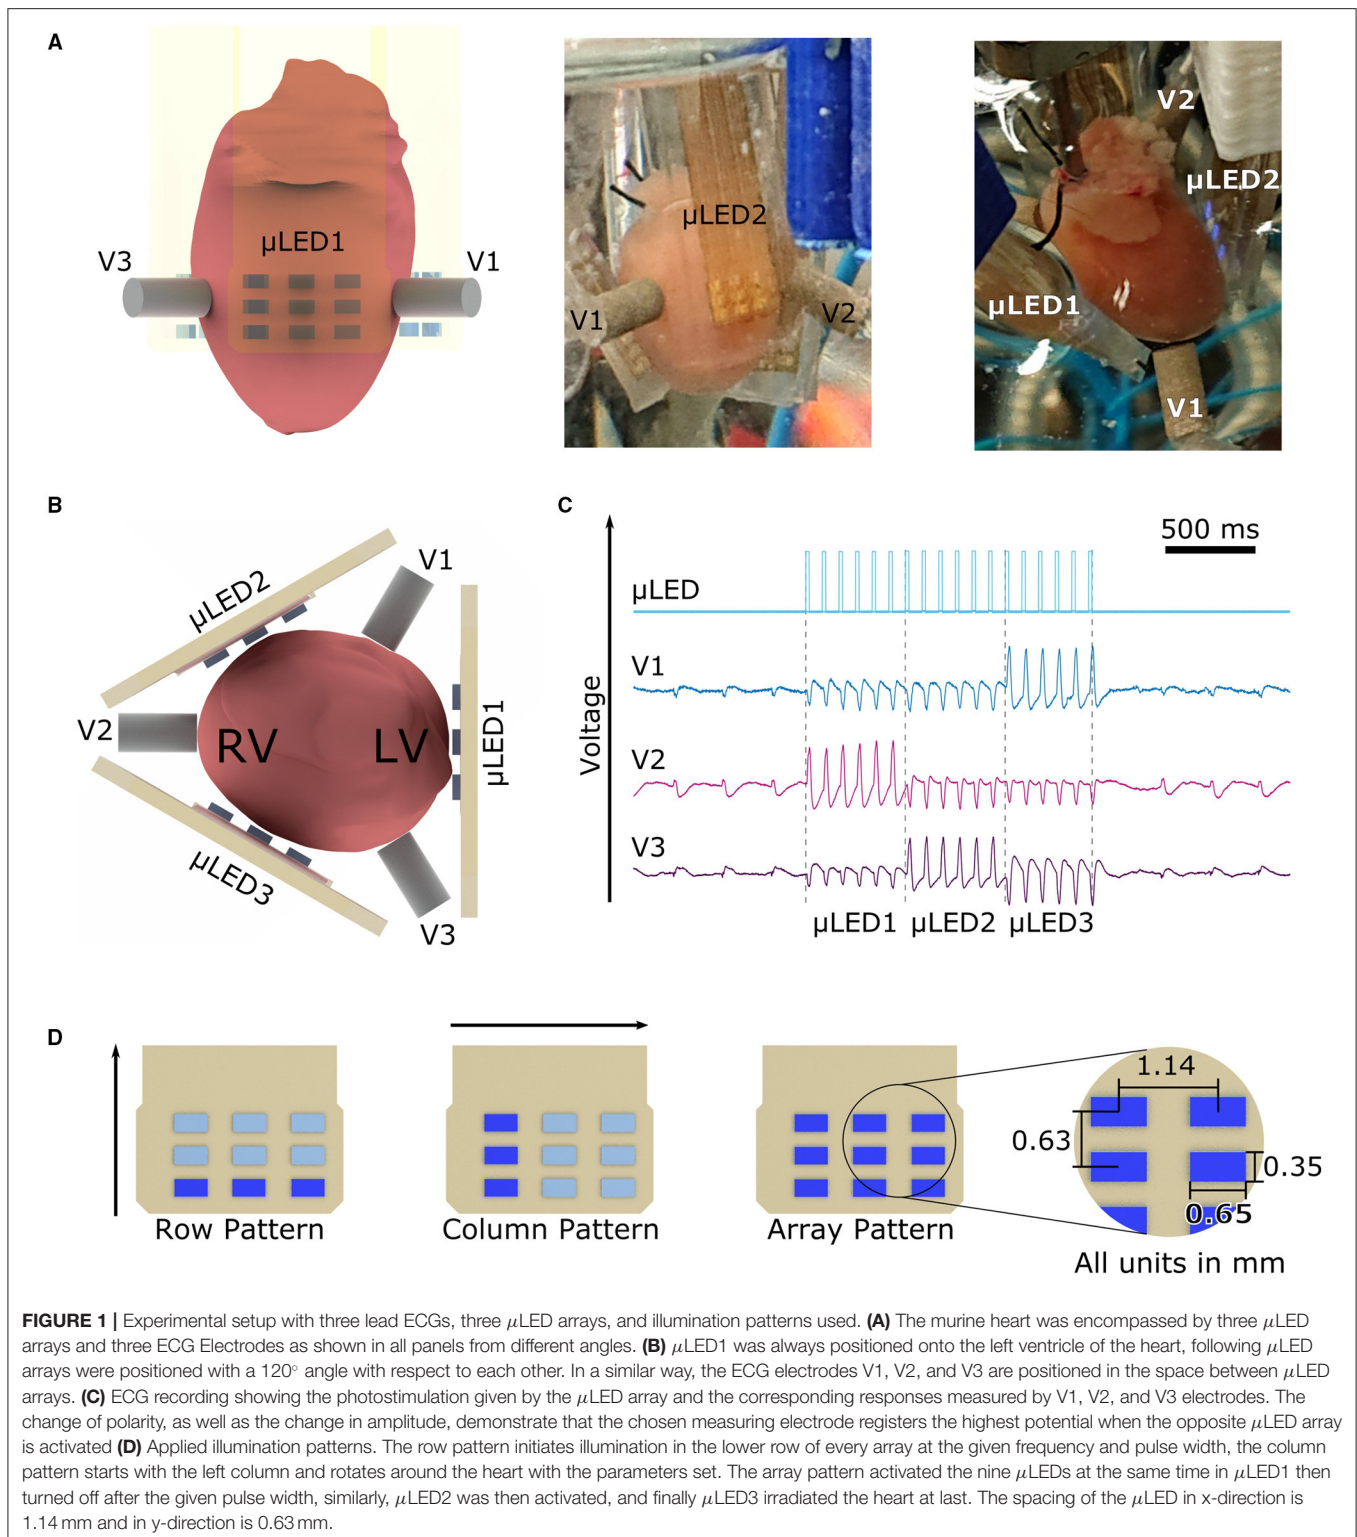 A
µLED1
V3
V1
µLED2
V1
V2
V2
µLED2
µLED1
V1
B
V1
µLED2
V2
RV
LV
µLED1
µLED3
V3
C
500 ms
µLED
V1
Voltage
V2
V3
µLED1
µLED2
µLED3
D
Row Pattern
Column Pattern
Array Pattern
1.14
0.63
0.35
0.65
All units in mm
FIGURE 1 | Experimental setup with three lead ECGs, three µLED arrays, and illumination patterns used. (A) The murine heart was encompassed by three µLED
arrays and three ECG Electrodes as shown in all panels from different angles. (B) µLED1 was always positioned onto the left ventricle of the heart, following µLED
arrays were positioned with a 120° angle with respect to each other. In a similar way, the ECG electrodes V1, V2, and V3 are positioned in the space between µLED
arrays. (C) ECG recording showing the photostimulation given by the µLED array and the corresponding responses measured by V1, V2, and V3 electrodes. The
change of polarity, as well as the change in amplitude, demonstrate that the chosen measuring electrode registers the highest potential when the opposite µLED array
is activated (D) Applied illumination patterns. The row pattern initiates illumination in the lower row of every array at the given frequency and pulse width, the column
pattern starts with the left column and rotates around the heart with the parameters set. The array pattern activated the nine µLEDs at the same time in µLED1 then
turned off after the given pulse width, similarly, µLED2 was then activated, and finally µLED3 irradiated the heart at last. The spacing of the µLED in x-direction is
1.14 mm and in y-direction is 0.63 mm.